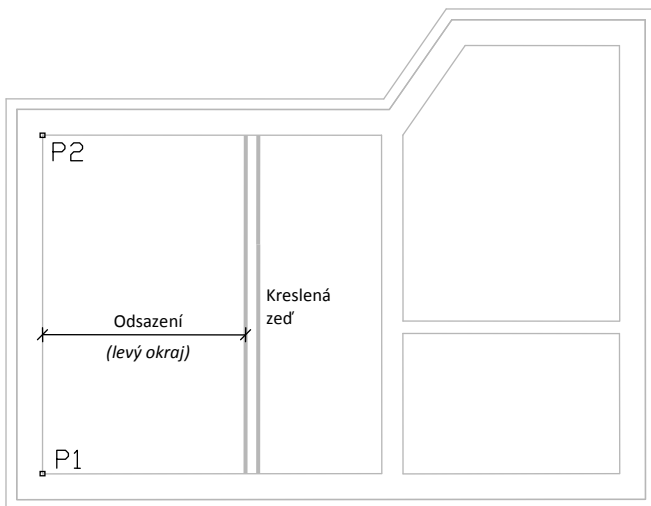 P2
Kreslená
zeď
Odsazení
(levý okraj)
P1